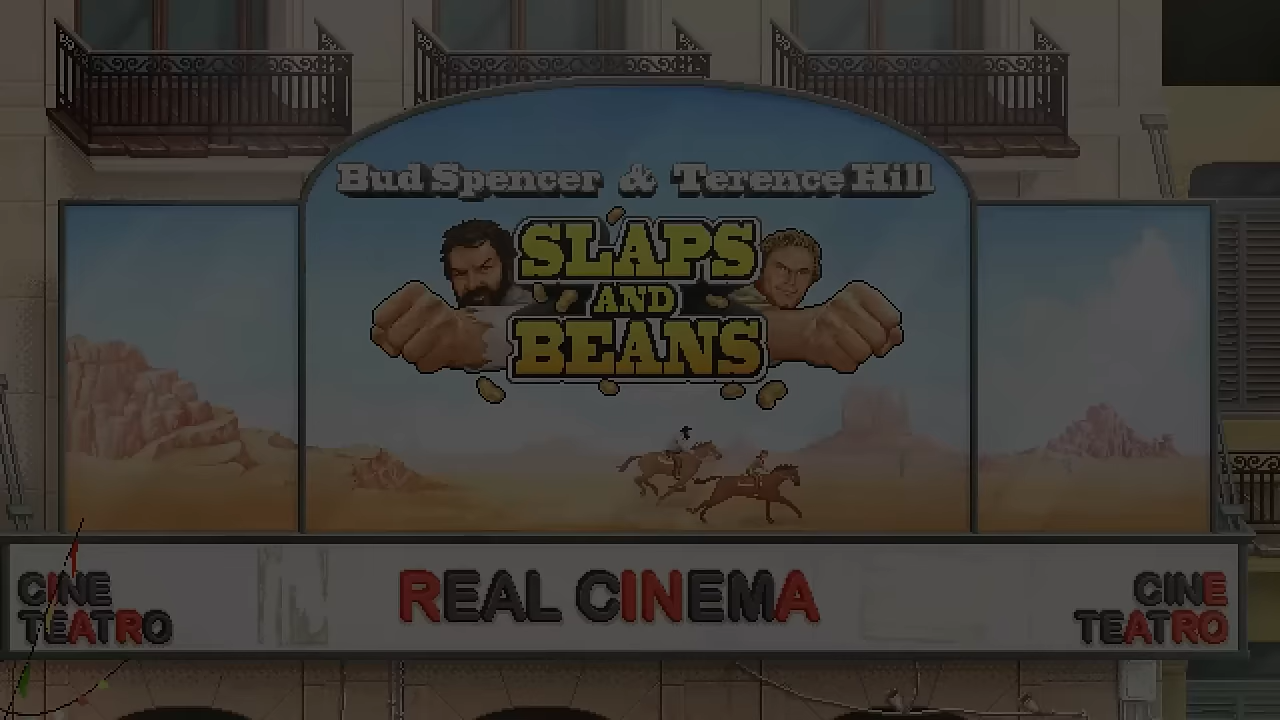 Bud Spencer & Terence Hill
SLAPS
AND
BEANS
CINE
TEATRO
REAL CINEMA
CINE
TEATRO